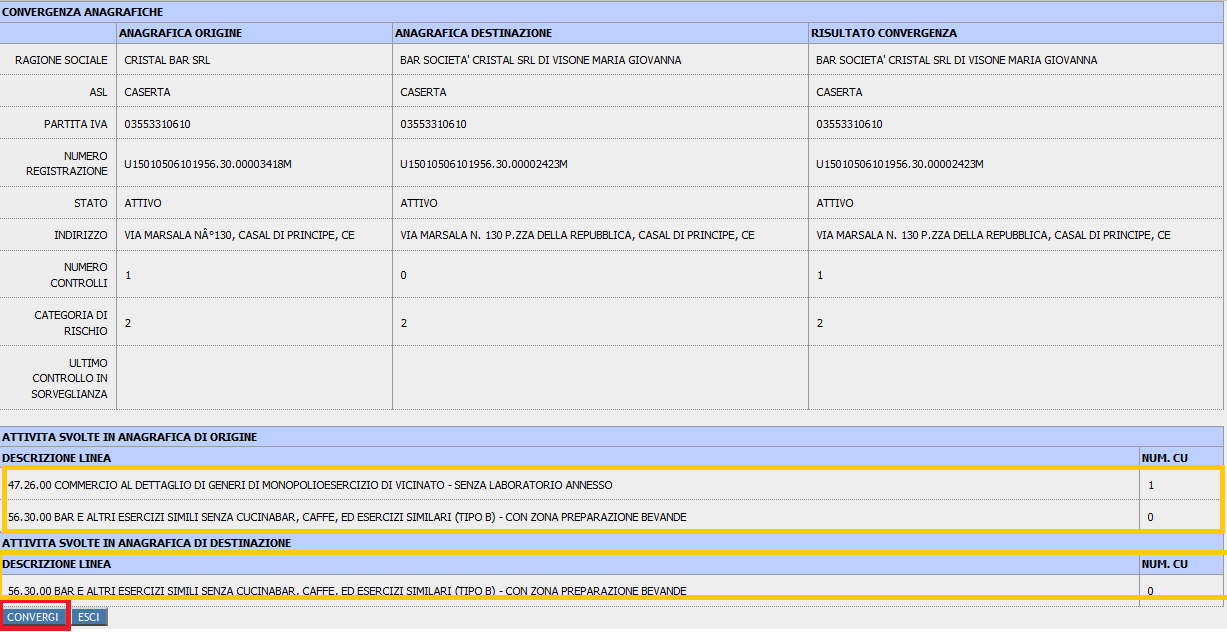 CONVERGENZA ANAGRAFICHE
ANAGRAFICA ORIGINE ANAGRAFICA DESTINAZIONE RISULTATO CONVERGENZA
RAGIONE SOCIALE CRISTAL BAR SRL BAR SOCIETA' CRISTAL SRL DI VISONE MARIA GIOVANNA BAR SOCIETA' CRISTAL SRL DI VISONE MARIA GIOVANNA
ASL CASERTA CASERTA CASERTA
PARTITA IVA 03553310610 03553310610 03553310610
NUMERO
REGISTRAZIONE U15010506101956.30.00003418M U15010506101956.30.00002423M U15010506101956.30.00002423M
STATO ATTIVO ATTIVO ATTIVO
INDIRIZZO VIA MARSALA NÂ°130, CASAL DI PRINCIPE, CE VIA MARSALA N. 130 P.ZZA DELLA REPUBBLICA, CASAL DI PRINCIPE, CE VIA MARSALA N. 130 P.ZZA DELLA REPUBBLICA, CASAL DI PRINCIPE, CE
NUMERO
CONTROLLI 1 0 1
CATEGORIA DI
RISCHIO 2 2 2
ULTIMO
CONTROLLO IN
SORVEGLIANZA
ATTIVITA SVOLTE IN ANAGRAFICA DI ORIGINE
DESCRIZIONE LINEA NUM. CU
47.26.00 COMMERCIO AL DETTAGLIO DI GENERI DI MONOPOLIOESERCIZIO DI VICINATO - SENZA LABORATORIO ANNESSO 1
56.30.00 BAR E ALTRI ESERCIZI SIMILI SENZA CUCINABAR, CAFFE, ED ESERCIZI SIMILARI (TIPO B) - CON ZONA PREPARAZIONE BEVANDE 0
ATTIVITA SVOLTE IN ANAGRAFICA DI DESTINAZIONE
DESCRIZIONE LINEA NUM. CU
56.30.00 BAR E ALTRI ESERCIZI SIMILI SENZA CUCINABAR, CAFFE, ED ESERCIZI SIMILARI (TIPO B) - CON ZONA PREPARAZIONE BEVANDE 0
CONVERGI ESCI